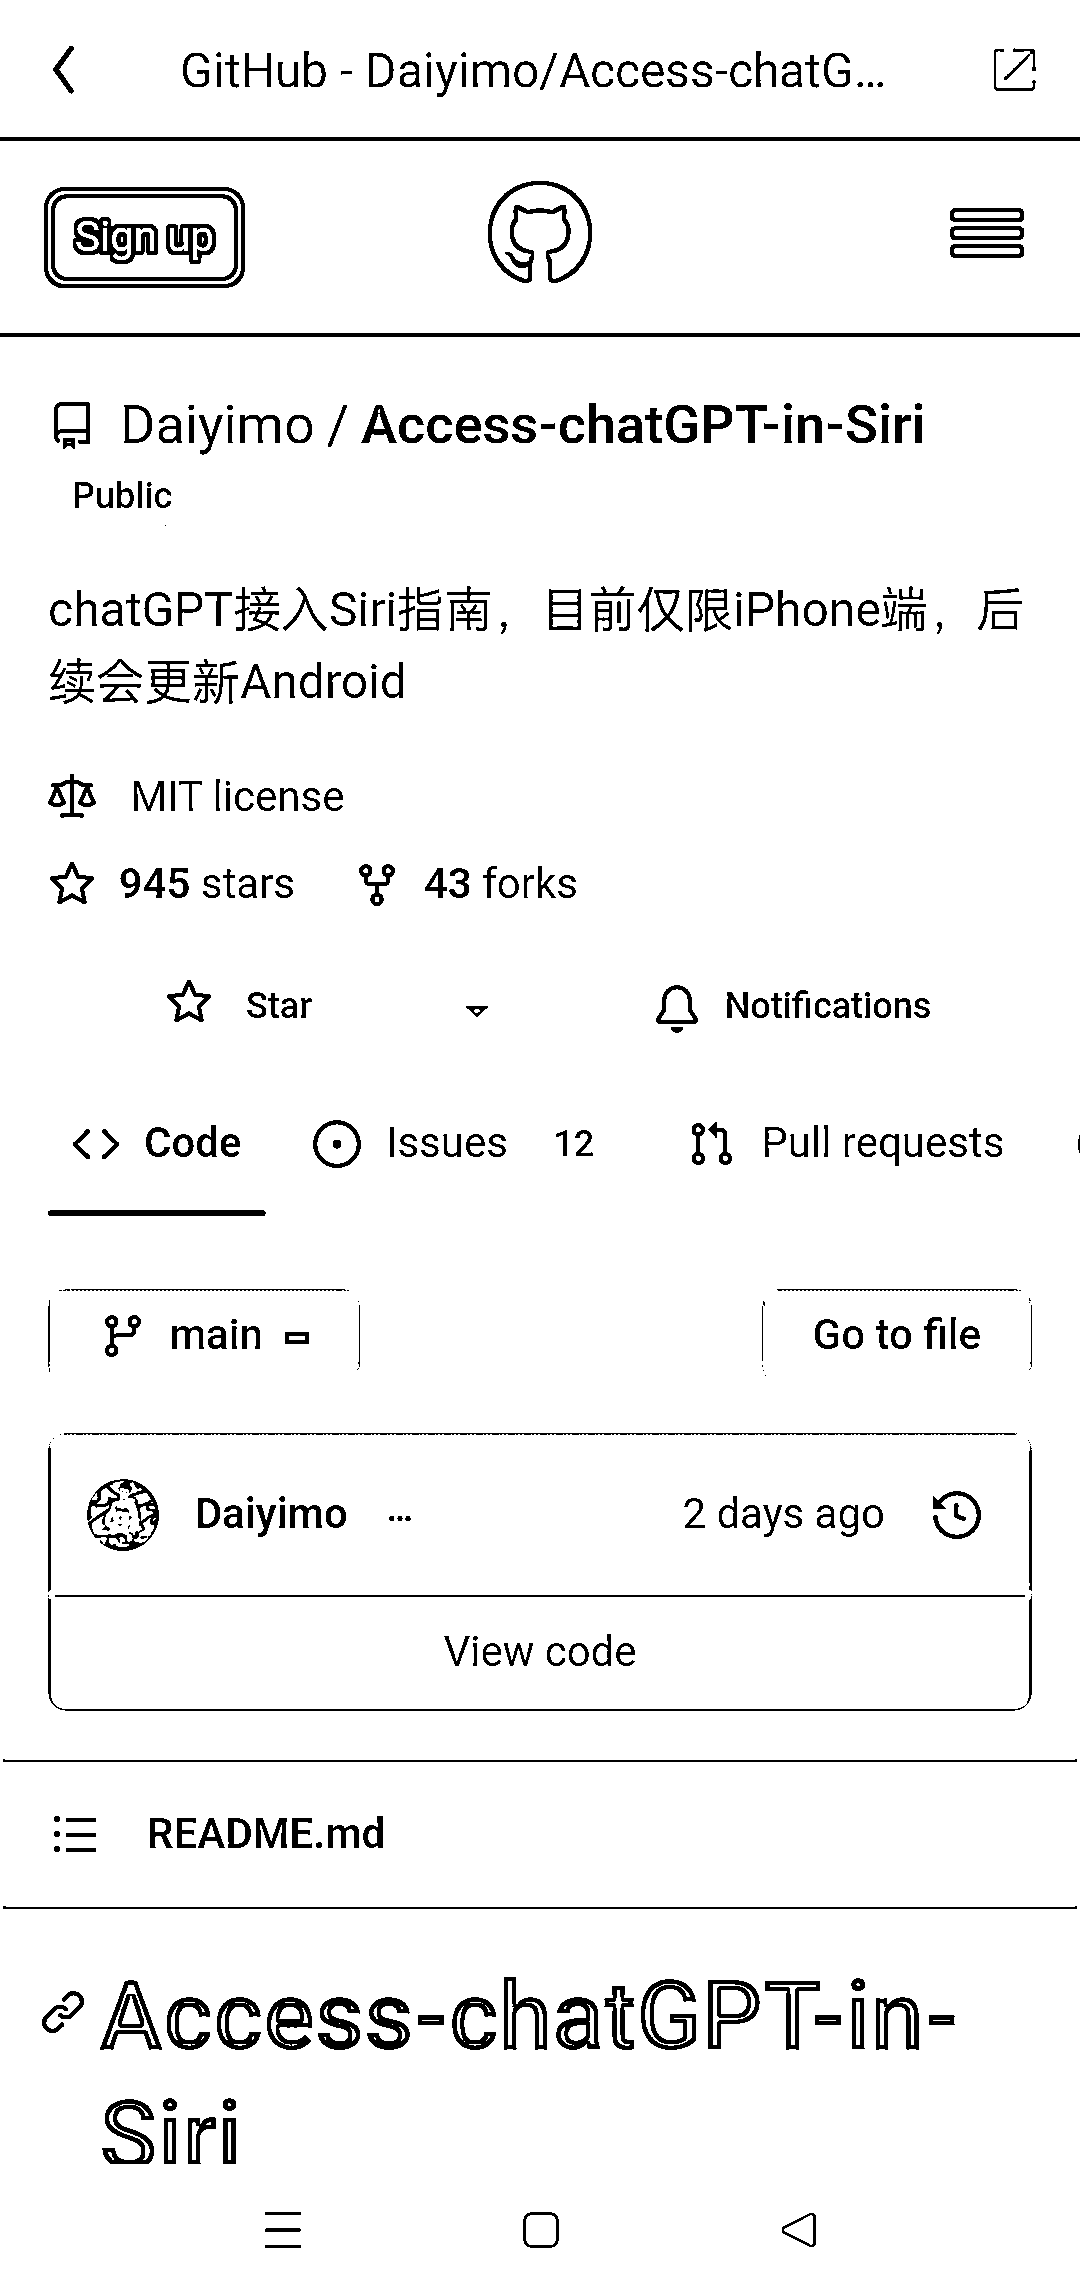 GitHub - Daiyimo/Access-chatG...
Sign up
Daiyimo / Access-chatGPT-in-Siri
Public
chatGPT接入Siri指南，目前仅限iPhone端，后
续会更新Android
MIT license
945 stars 43 forks
Star Notifications
Code Issues 12 Pull requests
main Go to file
Daiyimo ... 2 days ago
View code
README.md
Access-chatGPT-in-
Siri